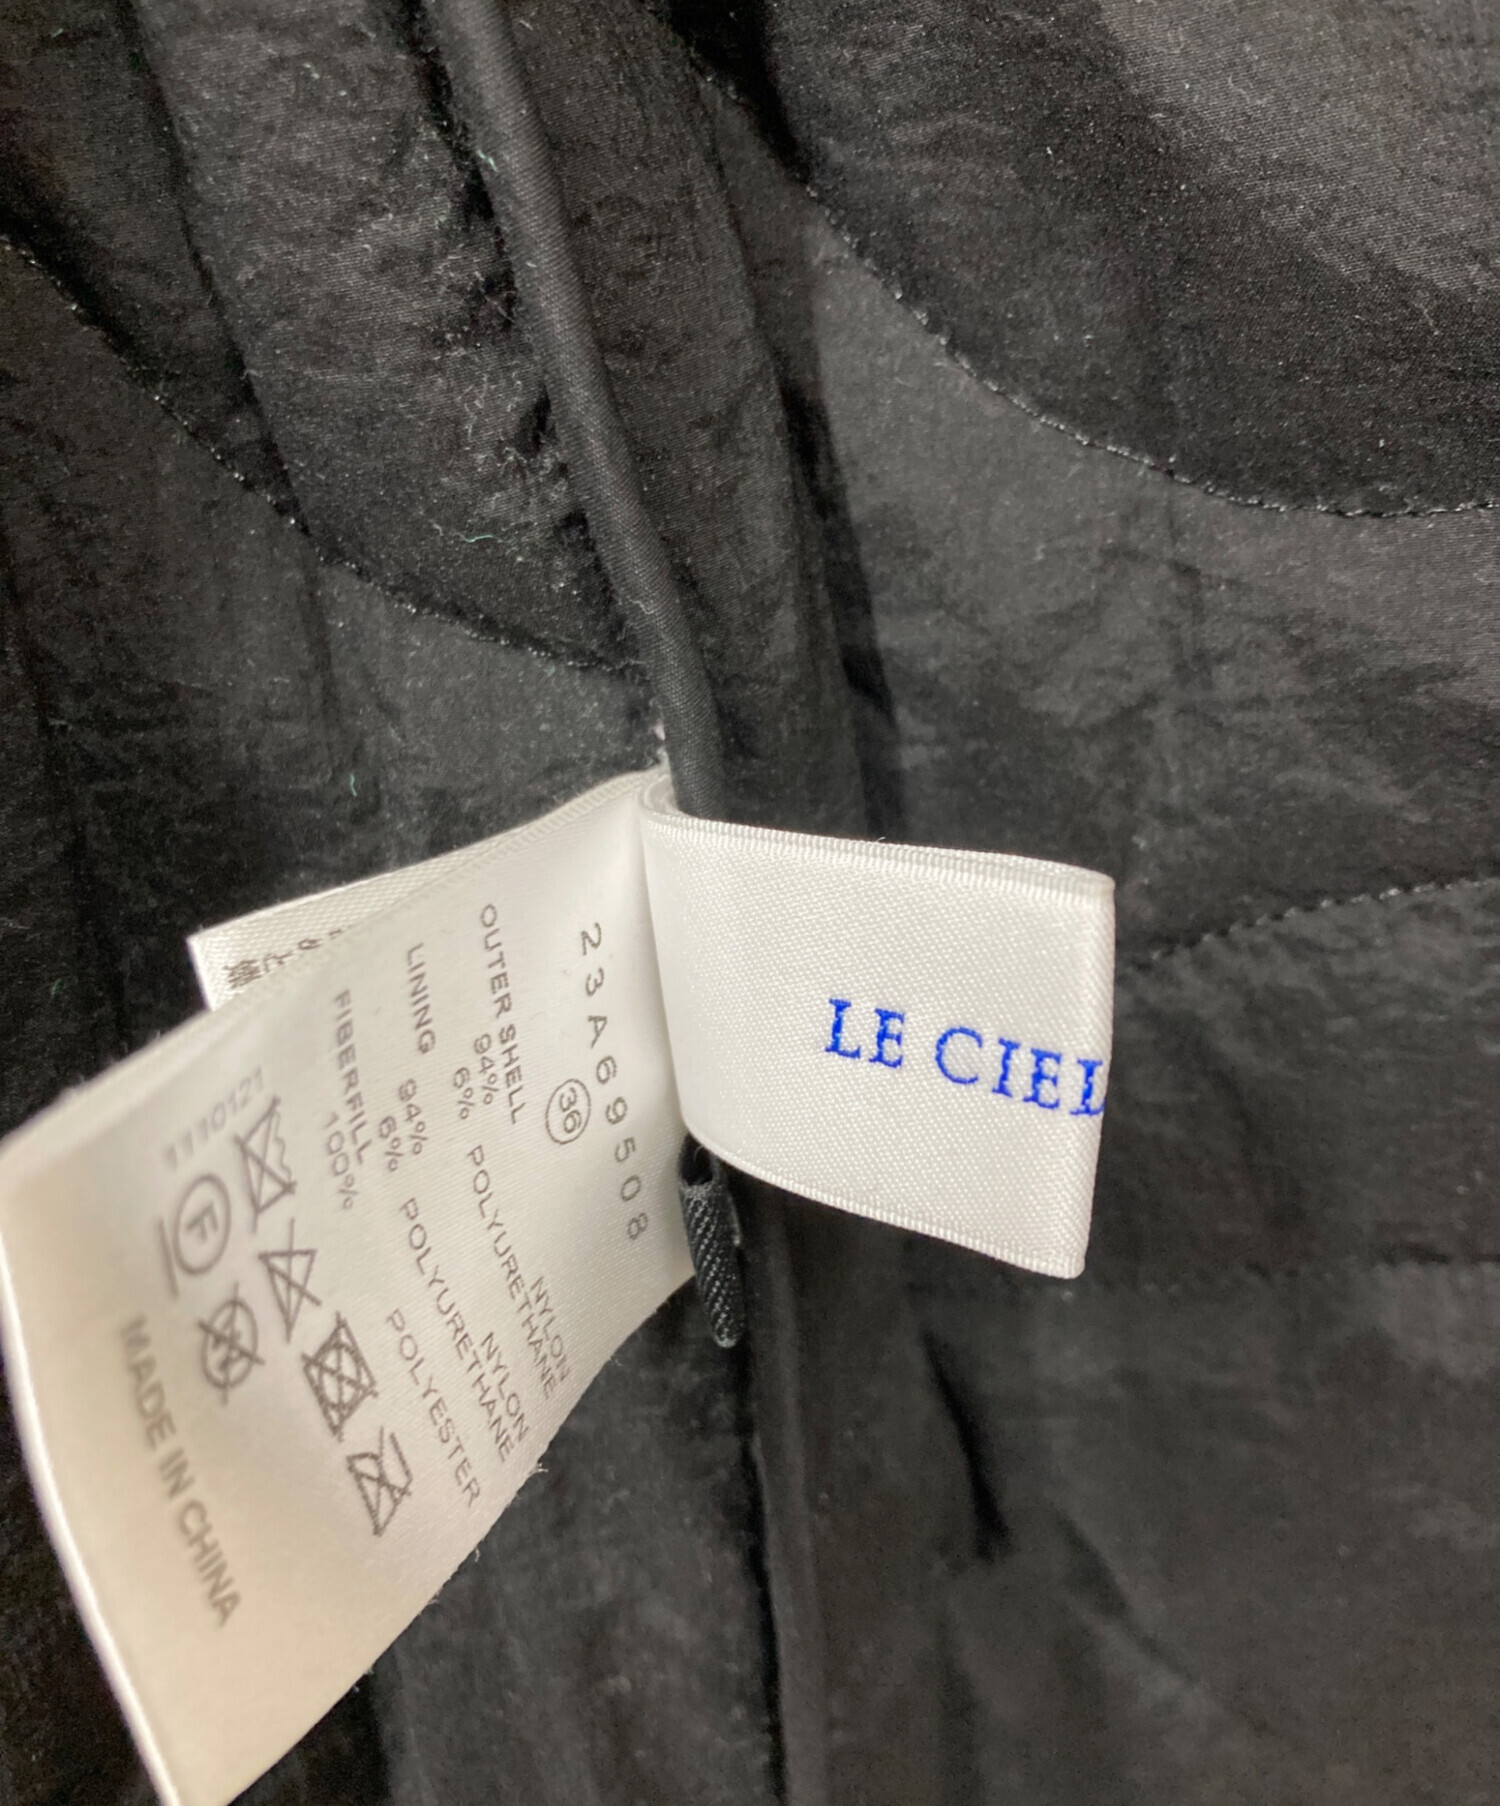 LE CIEL
23A69508
36
OUTER SHELL
94% NYLON
6% POLYURETHANE
LINING
94% NYLON
6% POLYURETHANE
FIBERFILL
100% POLYESTER
F
MADE IN CHINA